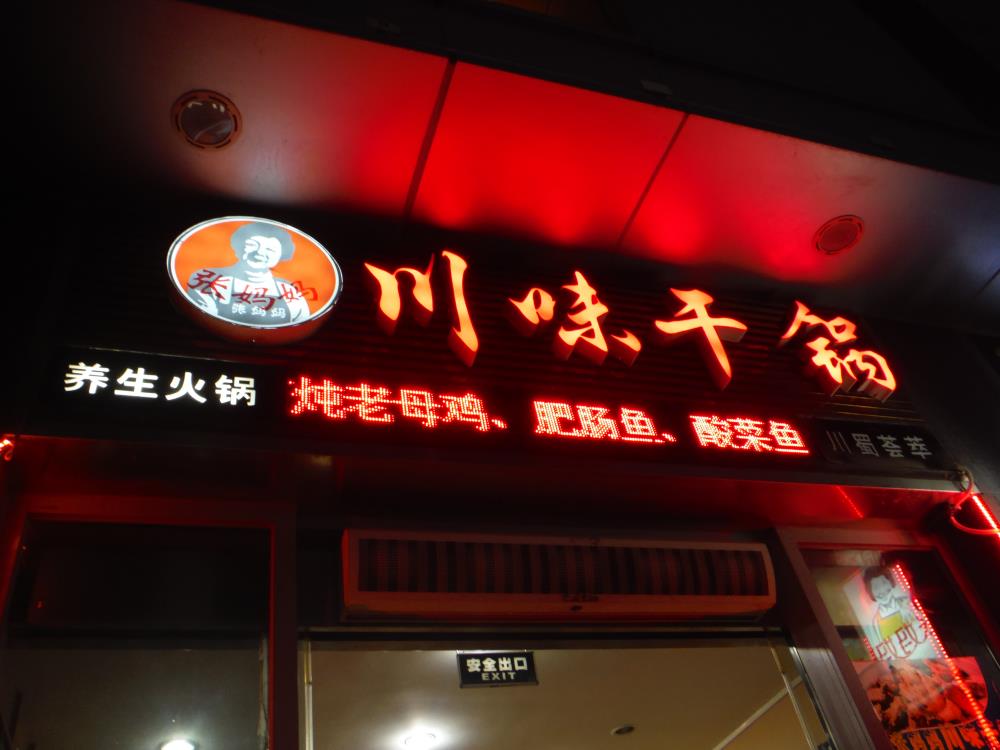 张妈妈
张妈妈
川味干锅
养生火锅
炖老母鸡、肥肠鱼、酸菜鱼
川蜀荟萃
安全出口
EXIT